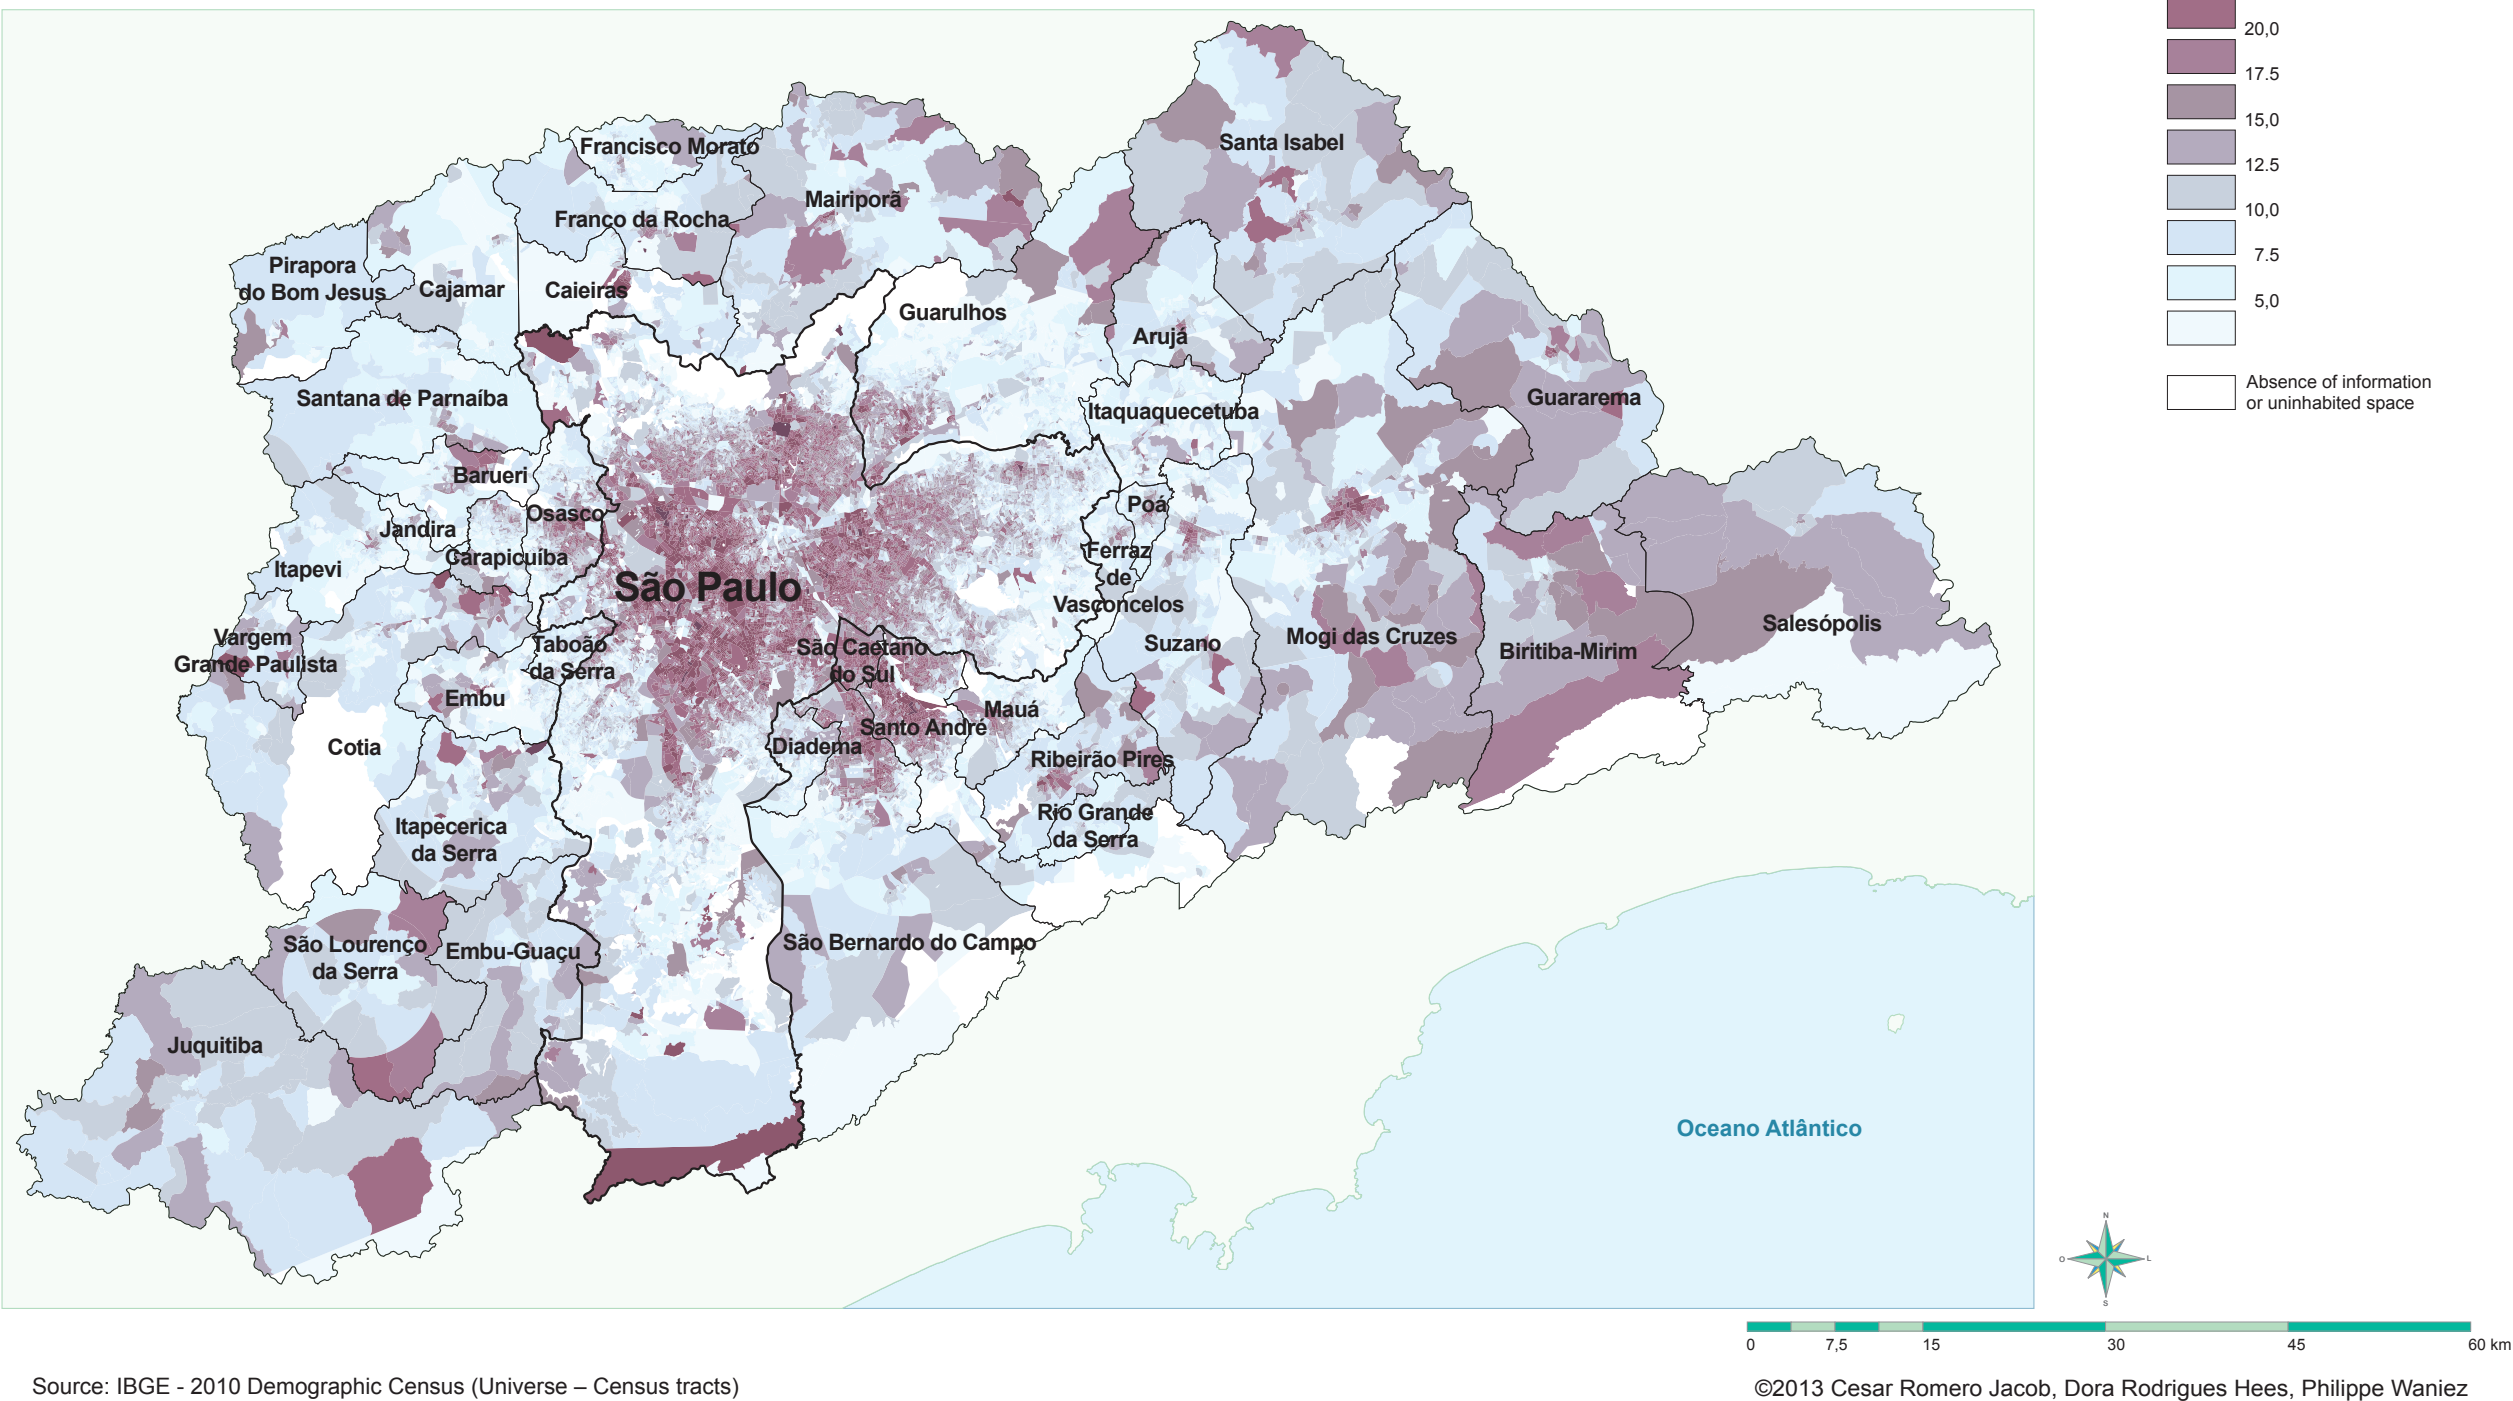 20,0
17.5
15,0
12.5
10,0
7.5
5,0
Absence of information
or uninhabited space
Francisco Morato
Santa Isabel
Mairiporã
Franco da Rocha
Pirapora
do Bom Jesus
Cajamar
Caieiras
Guarulhos
Arujá
Santana de Parnaíba
Itaquaquecetuba
Guararema
Barueri
Poá
Osasco
Jandira
Carapicuíba
Itapevi
Ferraz
de
Vasconcelos
São Paulo
Vargem
Grande Paulista
Taboão
da Serra
São Caetano
do Sul
Suzano
Mogi das Cruzes
Biritiba-Mirim
Salesópolis
Embu
Mauá
Santo André
Cotia
Diadema
Ribeirão Pires
Rio Grande
da Serra
Itapecerica
da Serra
São Lourenço
da Serra
Embu-Guaçu
São Bernardo do Campo
Juquitiba
Oceano Atlântico
N
O
L
S
0 7,5 15 30 45 60 km
Source: IBGE - 2010 Demographic Census (Universe – Census tracts)
©2013 Cesar Romero Jacob, Dora Rodrigues Hees, Philippe Waniez